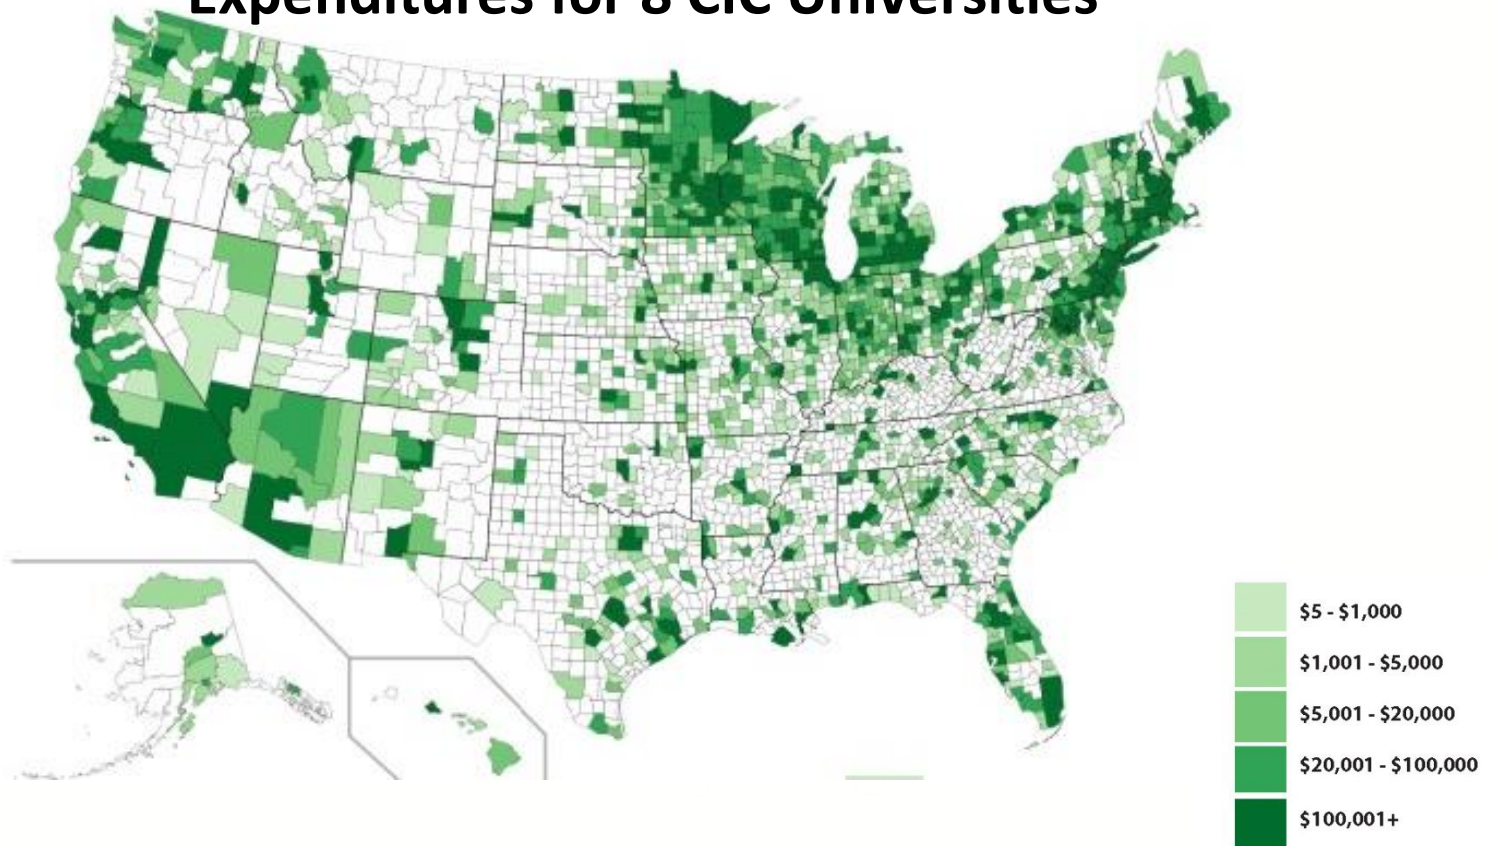 Expenditures for 8 CIC Universities
$5 - $1,000
$1,001 - $5,000
$5,001 - $20,000
$20,001 - $100,000
$100,001+